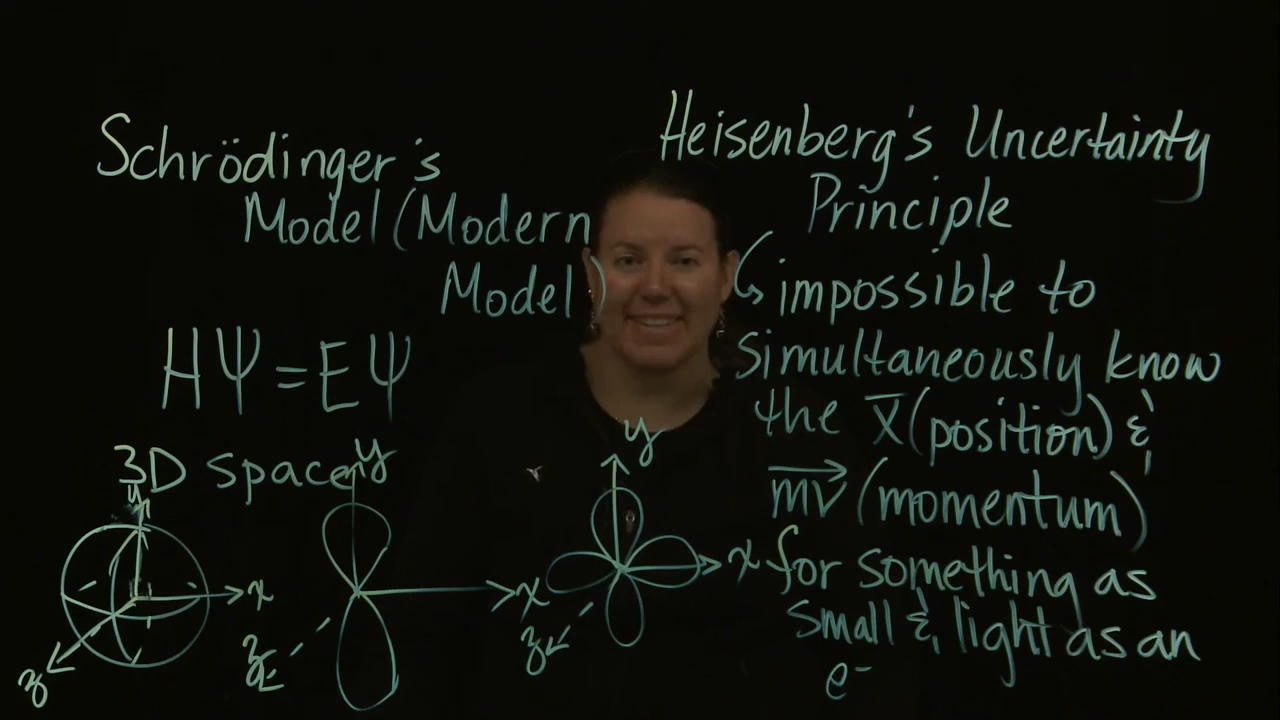 Schrödinger's
Model (Modern
Model)
HΨ = EΨ
3D space
y
x
z
y
x
z
y
x
z
Heisenberg's Uncertainty
Principle
impossible to
simultaneously know
the x̅ (position) &
m⃗v⃗ (momentum)
for something as
small & light as an
e⁻